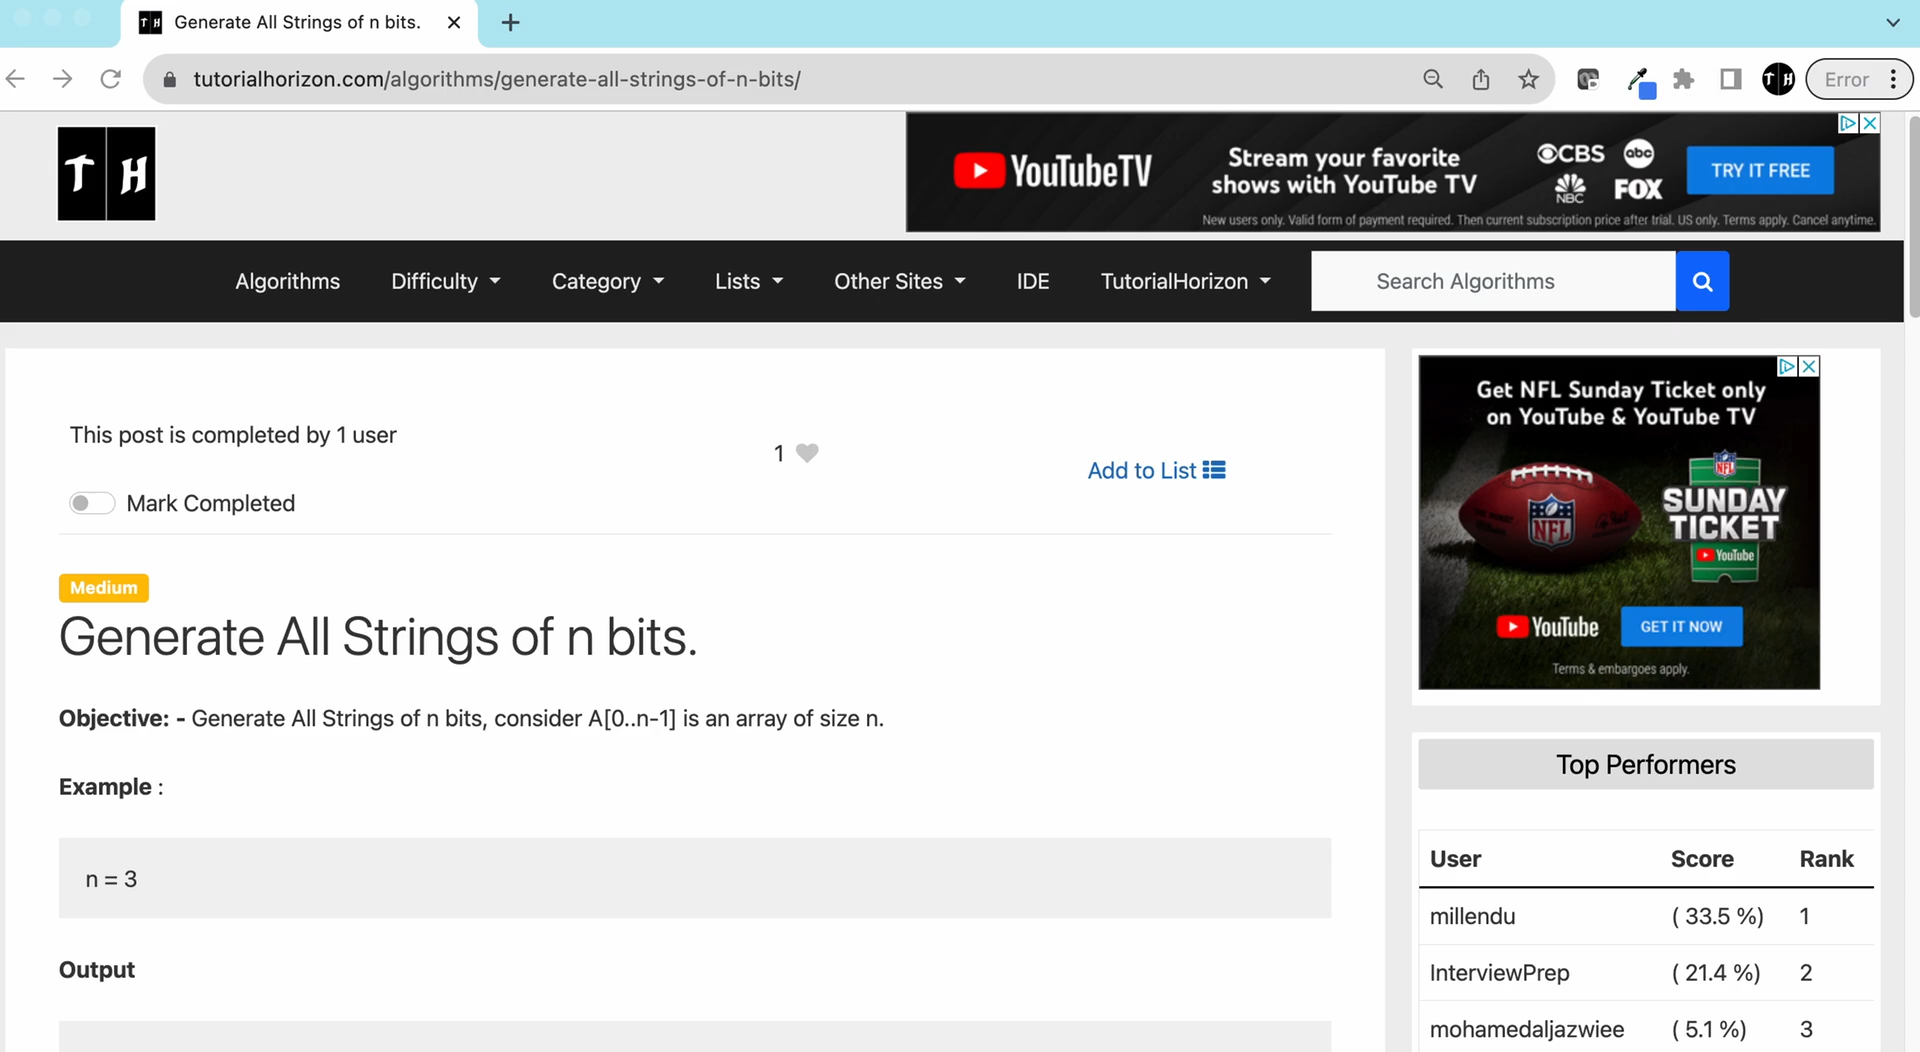 Generate All Strings of n bits.
tutorialhorizon.com/algorithms/generate-all-strings-of-n-bits/
Error
T H
YouTubeTV
Stream your favorite
shows with YouTube TV
CBS abc
NBC FOX
TRY IT FREE
New users only. Valid form of payment required. Then current subscription price after trial. US only. Terms apply. Cancel anytime.
Algorithms Difficulty Category Lists Other Sites IDE TutorialHorizon Search Algorithms
This post is completed by 1 user
1
Add to List
Mark Completed
Medium
Generate All Strings of n bits.
Objective: - Generate All Strings of n bits, consider A[0..n-1] is an array of size n.
Example :
n = 3
Output
Get NFL Sunday Ticket only
on YouTube & YouTube TV
NFL
NFL
SUNDAY
TICKET
YouTube
YouTube
GET IT NOW
Terms & embargoes apply.
Top Performers
User Score Rank
millendu ( 33.5 %) 1
InterviewPrep ( 21.4 %) 2
mohamedaljazwiee ( 5.1 %) 3